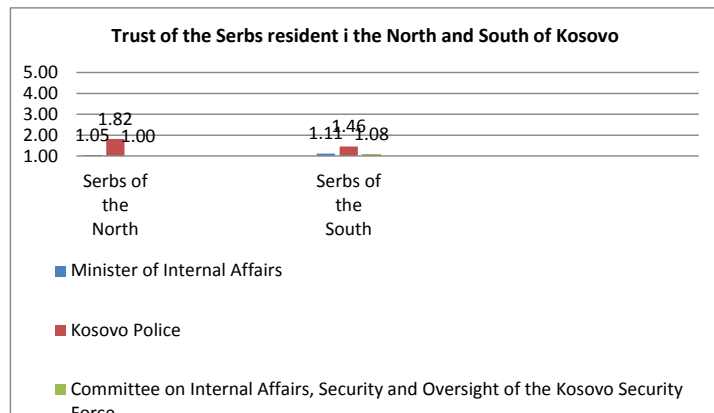 Trust of the Serbs resident i the North and South of Kosovo
5.00
4.00
3.00
2.00
1.00
1.05
1.82
1.00
1.11
1.46
1.08
Serbs of
the
North
Serbs of
the
South
Minister of Internal Affairs
Kosovo Police
Committee on Internal Affairs, Security and Oversight of the Kosovo Security
Force